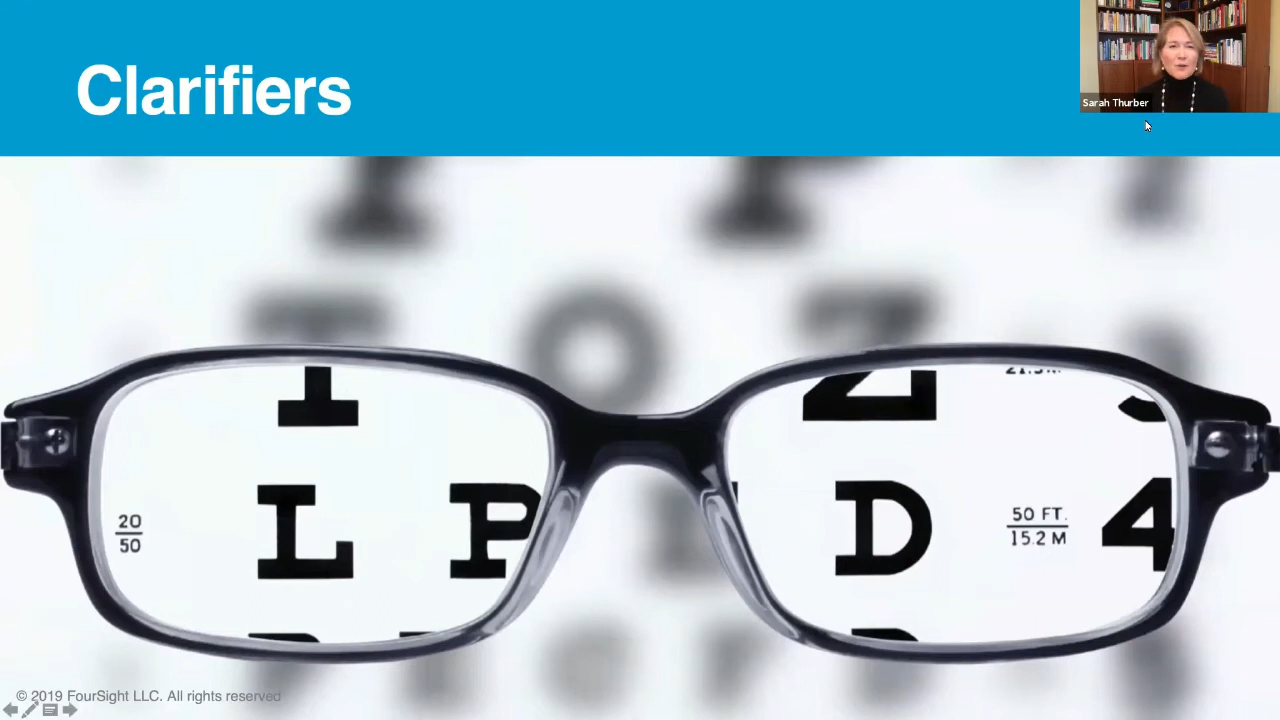 Clarifiers
Sarah Thurber
L P D 4
20
50
50 FT.
15.2 M
© 2019 FourSight LLC. All rights reserved